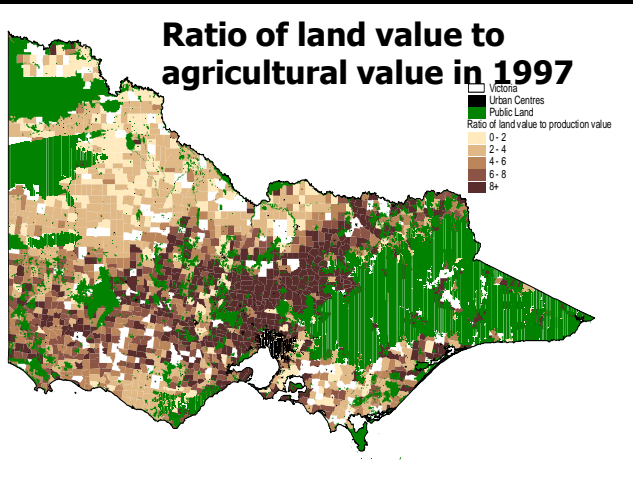 Ratio of land value to
agricultural value in 1997
Victoria
Urban Centres
Public Land
Ratio of land value to production value
0 - 2
2 - 4
4 - 6
6 - 8
8+